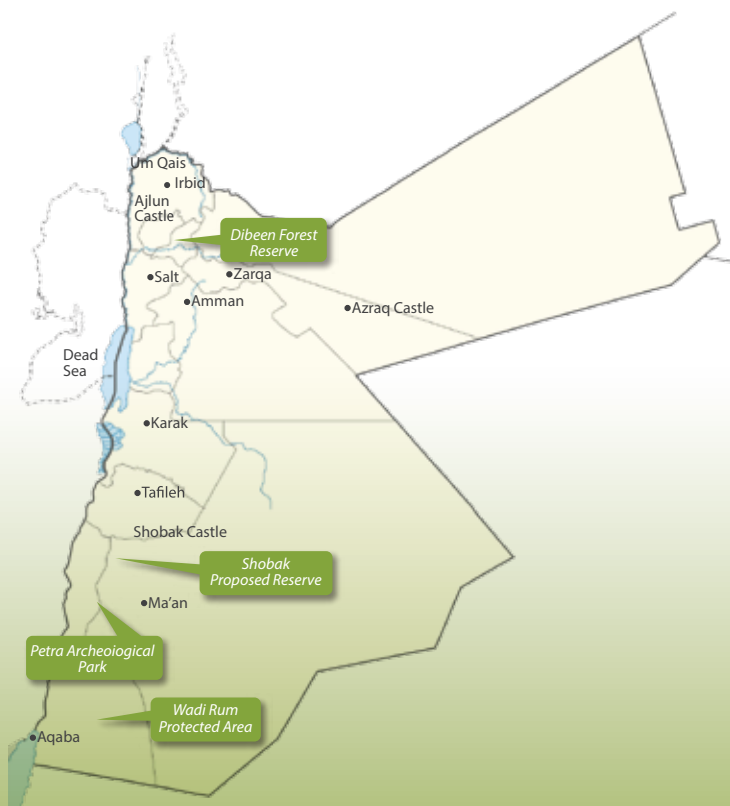 Um Qais
Irbid
Ajlun
Castle
Dibeen Forest
Reserve
Salt
Zarqa
Amman
Azraq Castle
Dead
Sea
Karak
Tafileh
Shobak Castle
Shobak
Proposed Reserve
Ma'an
Petra Archeoiogical
Park
Wadi Rum
Protected Area
Aqaba